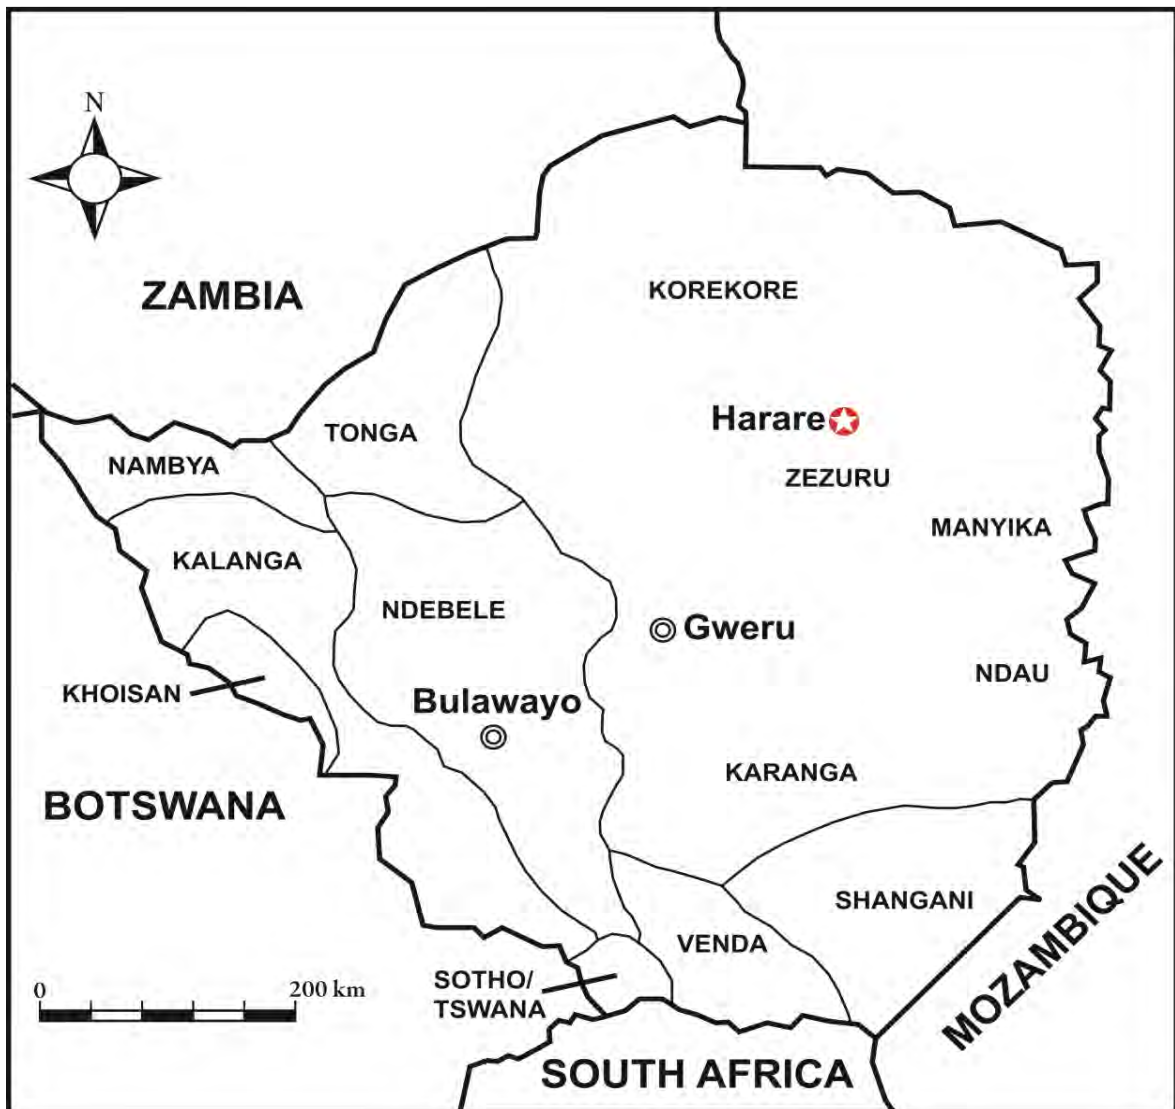 N
ZAMBIA
KOREKORE
Harare
TONGA
NAMBYA
ZEZURU
MANYIKA
KALANGA
NDEBELE
Gweru
NDAU
KHOISAN
Bulawayo
KARANGA
BOTSWANA
SHANGANI
VENDA
MOZAMBIQUE
SOTHO/
TSWANA
0 200 km
SOUTH AFRICA